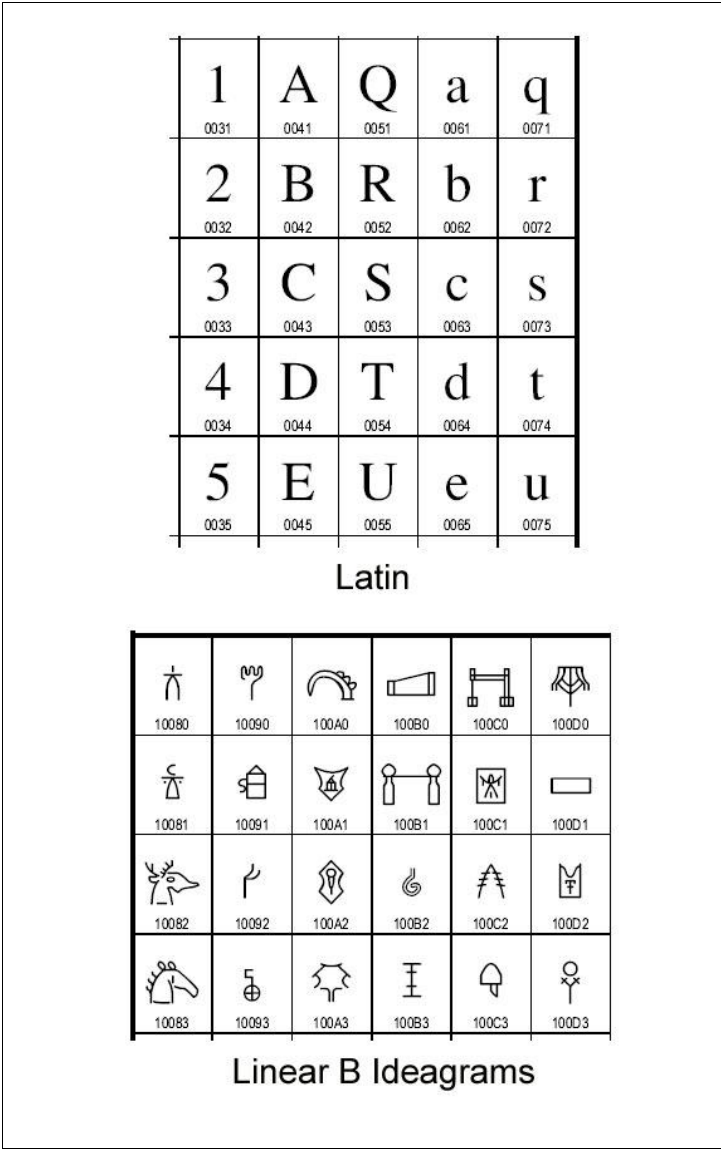 1 A Q a q
0031 0041 0051 0061 0071
2 B R b r
0032 0042 0052 0062 0072
3 C S c s
0033 0043 0053 0063 0073
4 D T d t
0034 0044 0054 0064 0074
5 E U e u
0035 0045 0055 0065 0075
Latin
𐂀 𐂐 𐂠 𐂰 𐃀 𐃐
10080 10090 100A0 100B0 100C0 100D0
𐂁 𐂑 𐂡 𐂱 𐃁 𐃑
10081 10091 100A1 100B1 100C1 100D1
𐂂 𐂒 𐂢 𐂲 𐃂 𐃒
10082 10092 100A2 100B2 100C2 100D2
𐂃 𐂓 𐂣 𐂳 𐃃 𐃓
10083 10093 100A3 100B3 100C3 100D3
Linear B Ideagrams